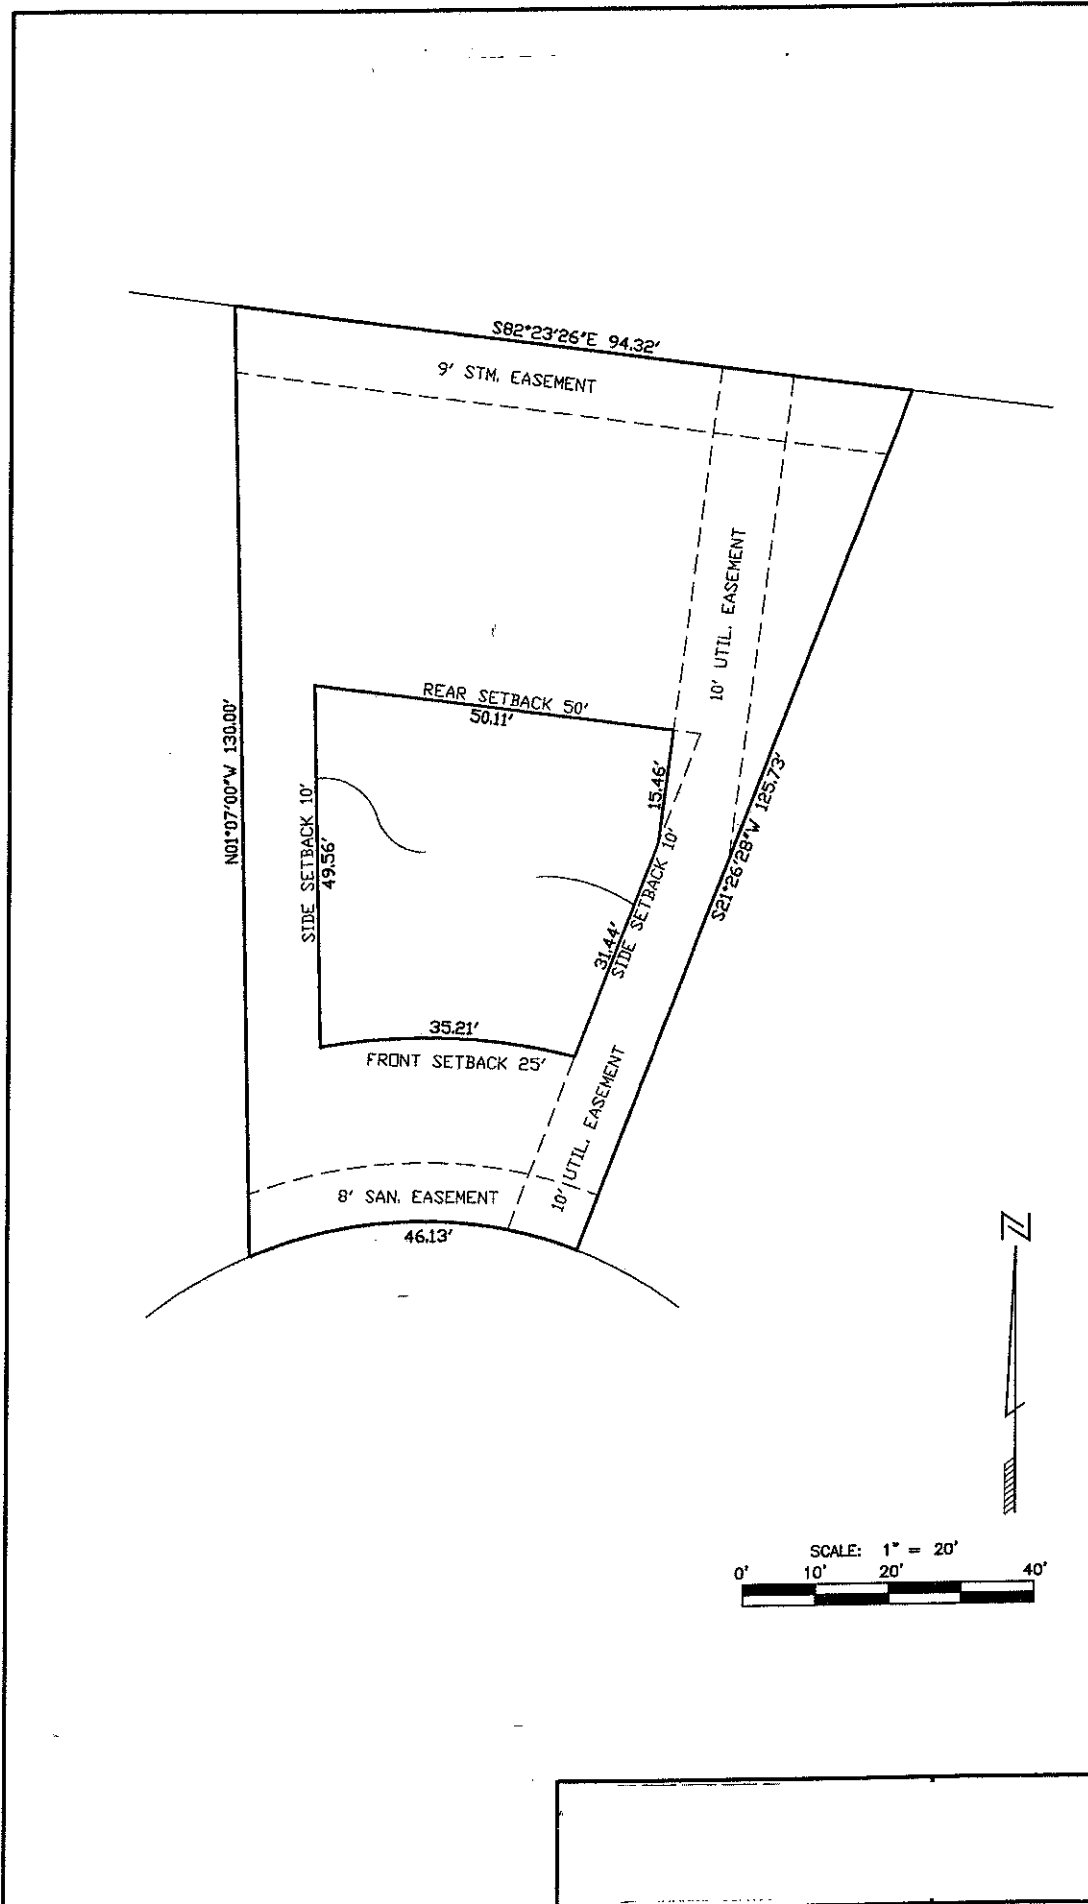 S82°23'26"E 94.32'
9' STM. EASEMENT
10' UTIL. EASEMENT
REAR SETBACK 50'
50.11'
N01°07'00"W 130.00'
SIDE SETBACK 10'
49.56'
15.46'
SIDE SETBACK 10'
31.44'
S21°26'28"W 125.73'
35.21'
FRONT SETBACK 25'
10' UTIL. EASEMENT
8' SAN. EASEMENT
46.13'
N
SCALE: 1" = 20'
0' 10' 20' 40'